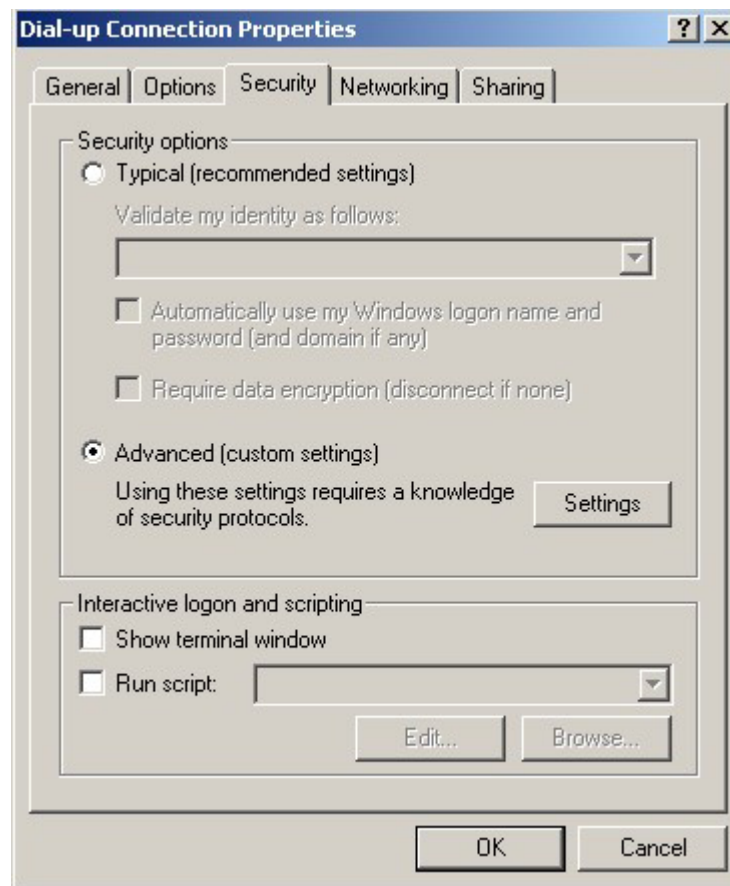 Dial-up Connection Properties
General Options Security Networking Sharing
Security options
Typical (recommended settings)
Validate my identity as follows:
Automatically use my Windows logon name and
password (and domain if any)
Require data encryption (disconnect if none)
Advanced (custom settings)
Using these settings requires a knowledge
of security protocols.
Settings
Interactive logon and scripting
Show terminal window
Run script:
Edit... Browse...
OK Cancel